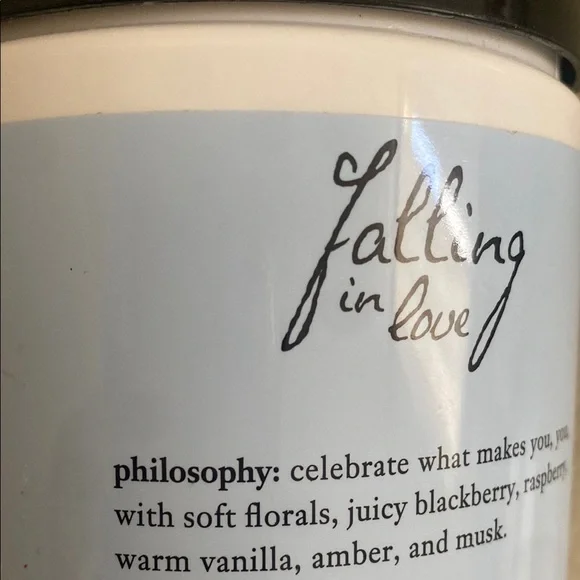 falling
in love
philosophy: celebrate what makes you, you,
with soft florals, juicy blackberry, raspberry,
warm vanilla, amber, and musk.